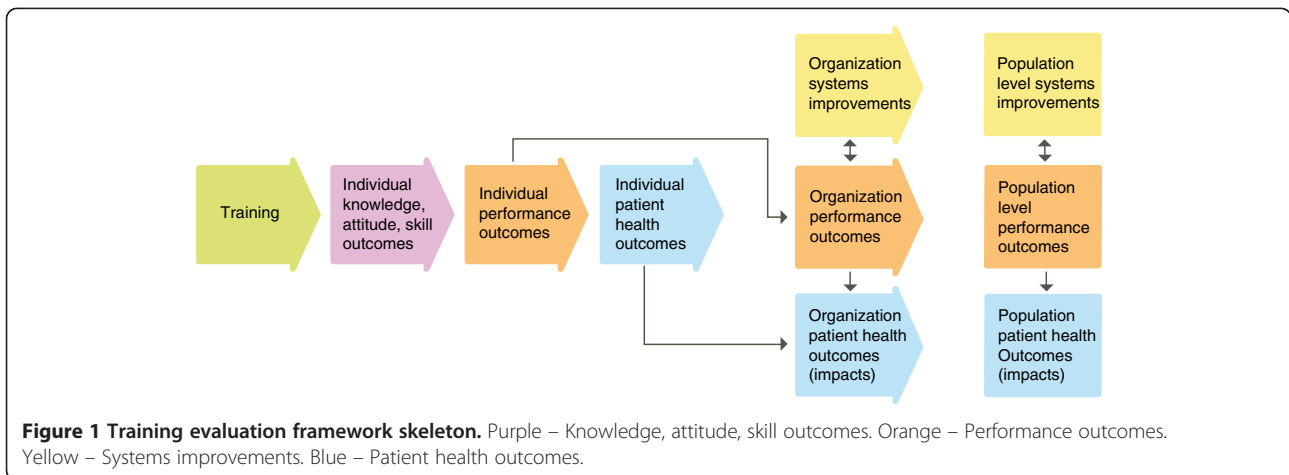 Organization
systems
improvements
Population
level systems
improvements
Training
Individual
knowledge,
attitude, skill
outcomes
Individual
performance
outcomes
Individual
patient
health
outcomes
Organization
performance
outcomes
Population
level
performance
outcomes
Organization
patient health
outcomes
(impacts)
Population
patient health
Outcomes
(impacts)
Figure 1 Training evaluation framework skeleton. Purple – Knowledge, attitude, skill outcomes. Orange – Performance outcomes.
Yellow – Systems improvements. Blue – Patient health outcomes.